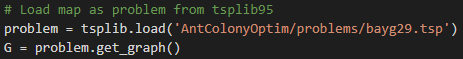 # Load map as problem from tsplib95
problem = tsplib.load('AntColonyOptim/problems/bayg29.tsp')
G = problem.get_graph()